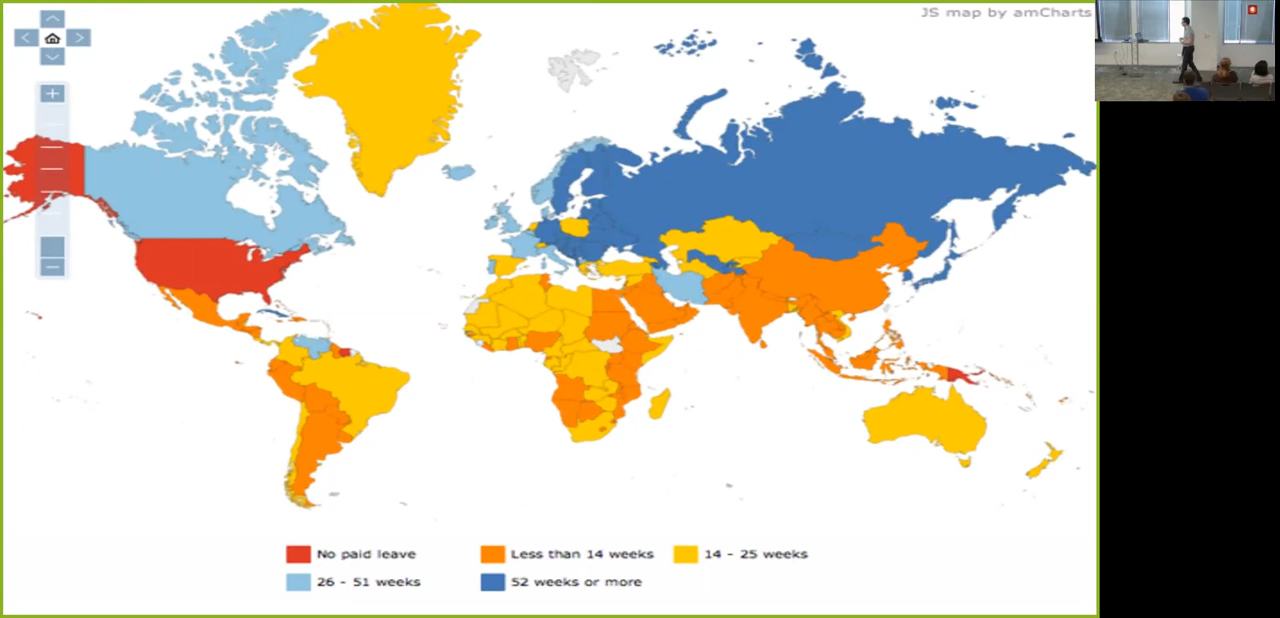 JS map by amCharts
No paid leave
Less than 14 weeks
14 - 25 weeks
26 - 51 weeks
52 weeks or more